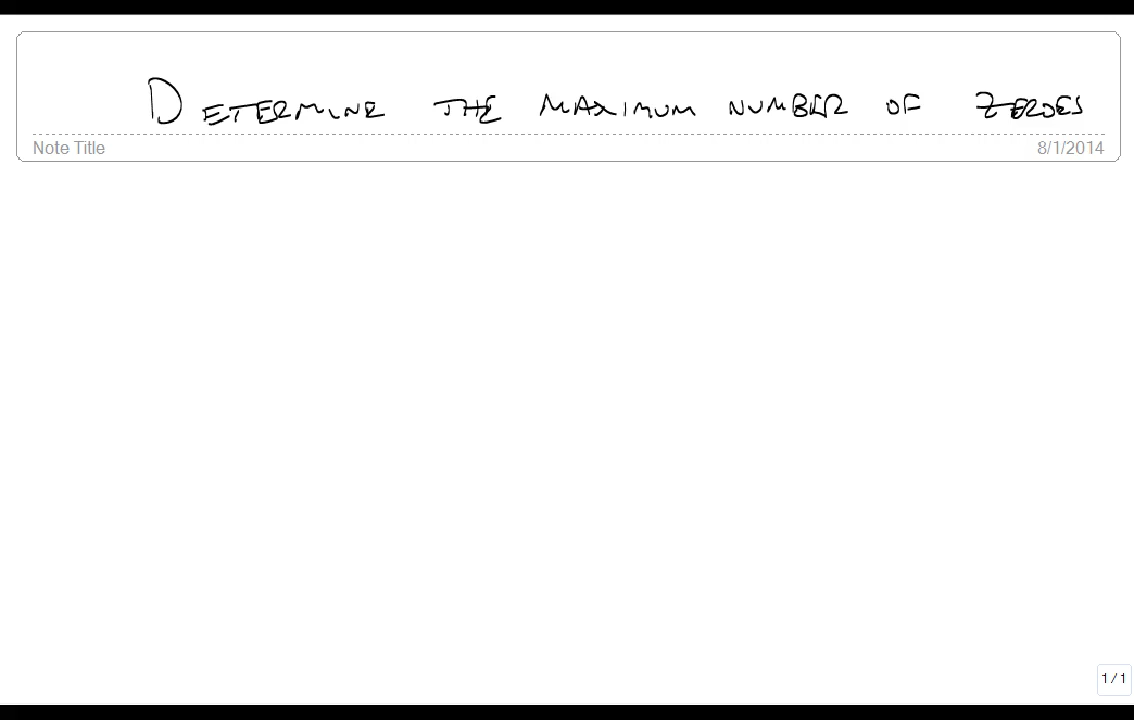 DETERMINE THE MAXIMUM NUMBER OF ZEROES
Note Title 8/1/2014
1/1